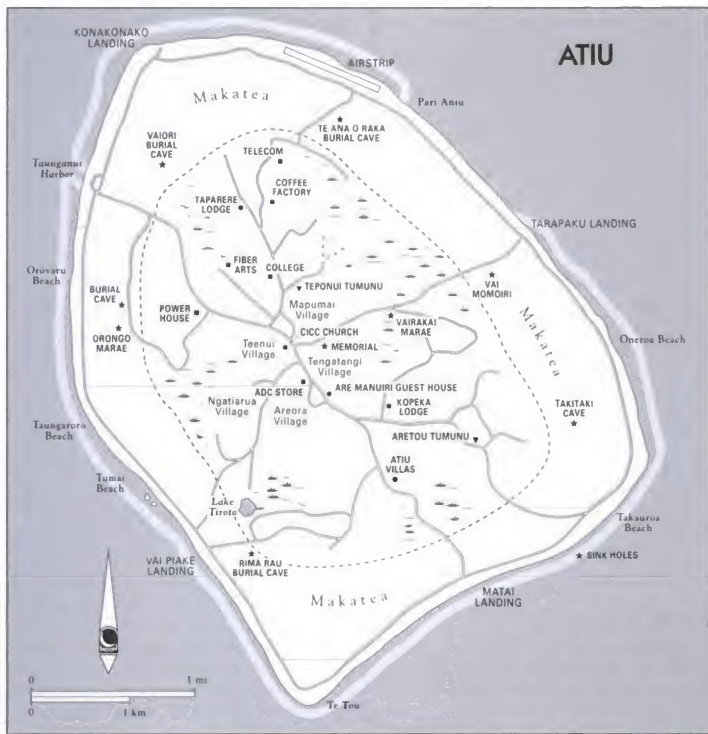 KONAKONAKO
LANDING
AIRSTRIP
ATIU
Makatea
Pari Aniu
TE ANA O RAKA
BURIAL CAVE
VAIORI
BURIAL
CAVE
TELECOM
Taunganui
Harbor
COFFEE
FACTORY
TAPARERE
LODGE
TARAPAKU LANDING
FIBER
ARTS
COLLEGE
Orovaru
Beach
VAI
MOMOIRI
TEPONUI TUMUNU
BURIAL
CAVE
Mapumai
Village
POWER
HOUSE
VAIRAKAI
MARAE
Makatea
ORONGO
MARAE
CICC CHURCH
Oneroa Beach
Teenui
Village
MEMORIAL
Tengatangi
Village
ADC STORE
ARE MANUIRI GUEST HOUSE
Ngatiarua
Village
Areora
Village
KOPEKA
LODGE
TAKITAKI
CAVE
Taungaroro
Beach
ARETOU TUMUNU
ATIU
VILLAS
Tumai
Beach
Lake
Tiroto
Takauroa
Beach
VAI PIAKE
LANDING
RIMA RAU
BURIAL CAVE
SINK HOLES
MATAI
LANDING
Makatea
0 1 mi
0 1 km
Te Tou